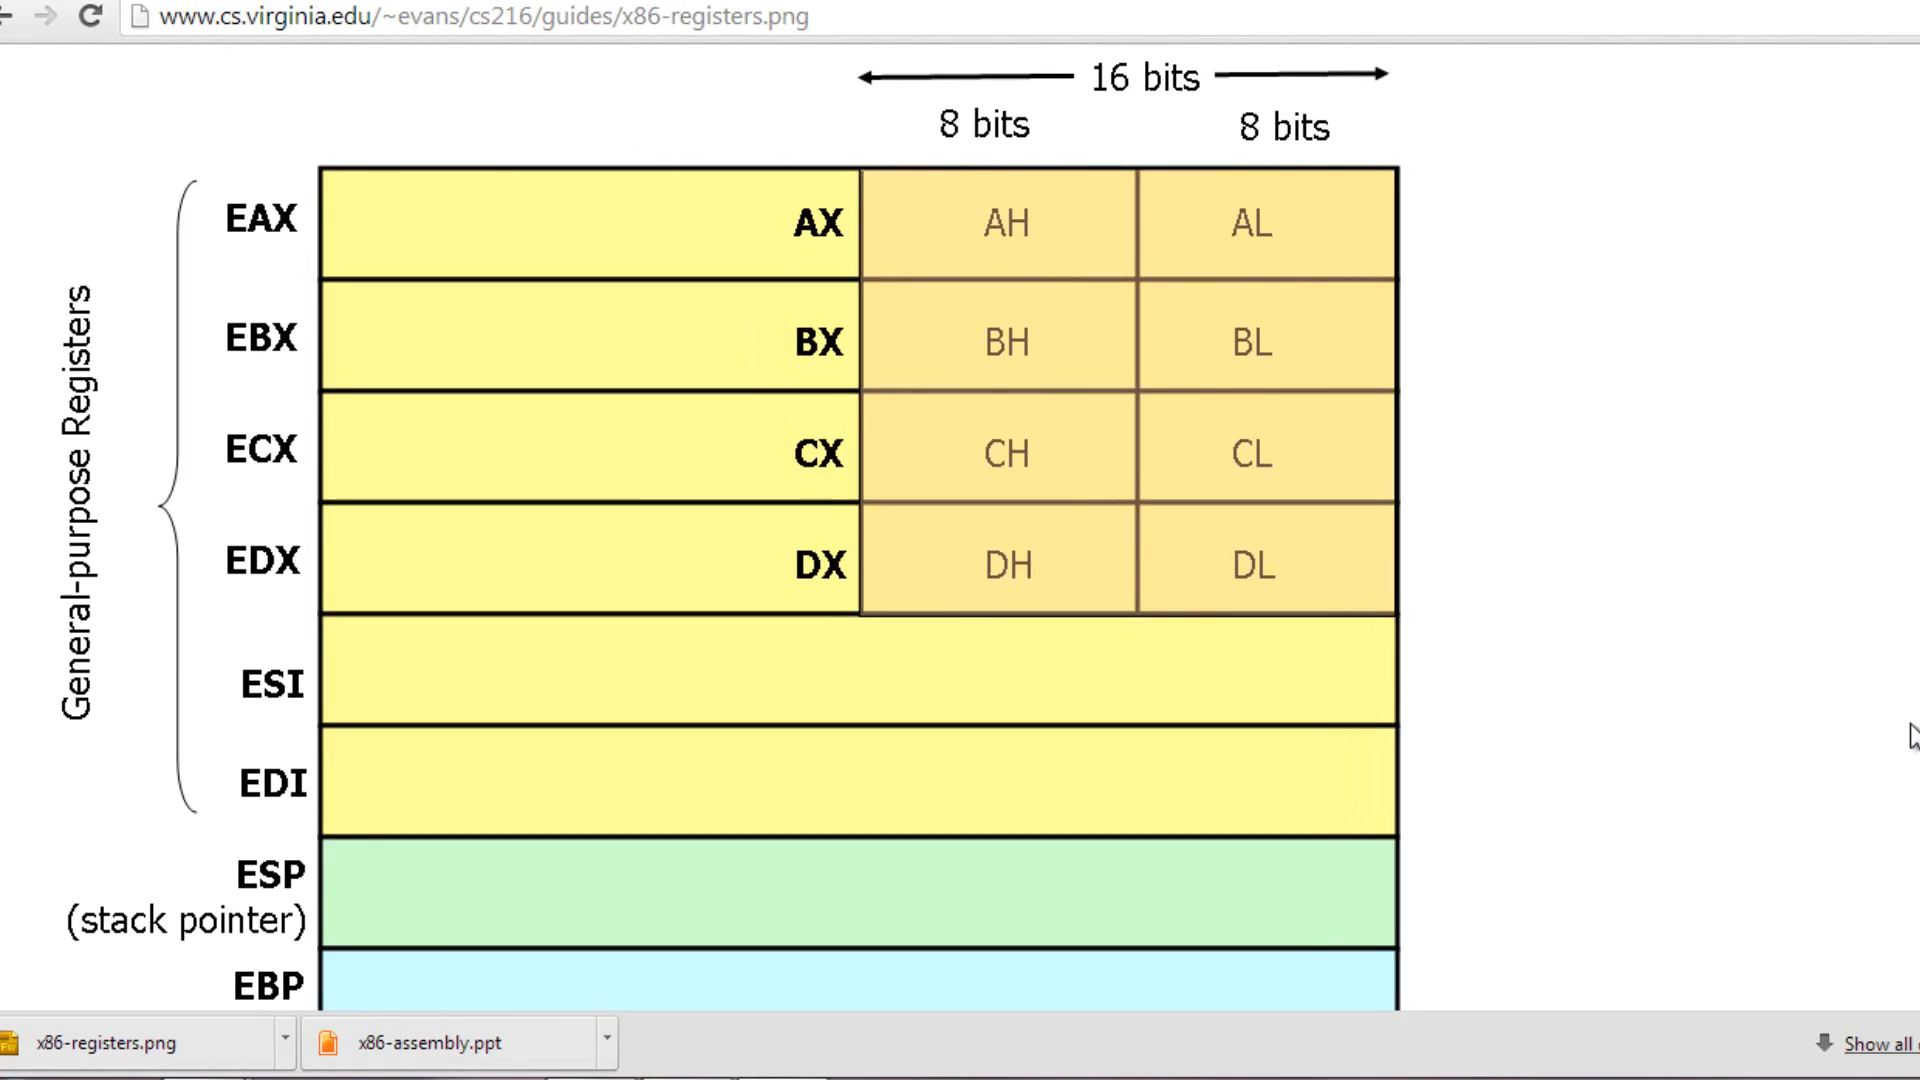 www.cs.virginia.edu/~evans/cs216/guides/x86-registers.png
16 bits
8 bits 8 bits
General-purpose Registers
EAX AX AH AL
EBX BX BH BL
ECX CX CH CL
EDX DX DH DL
ESI
EDI
ESP
(stack pointer)
EBP
x86-registers.png x86-assembly.ppt Show all